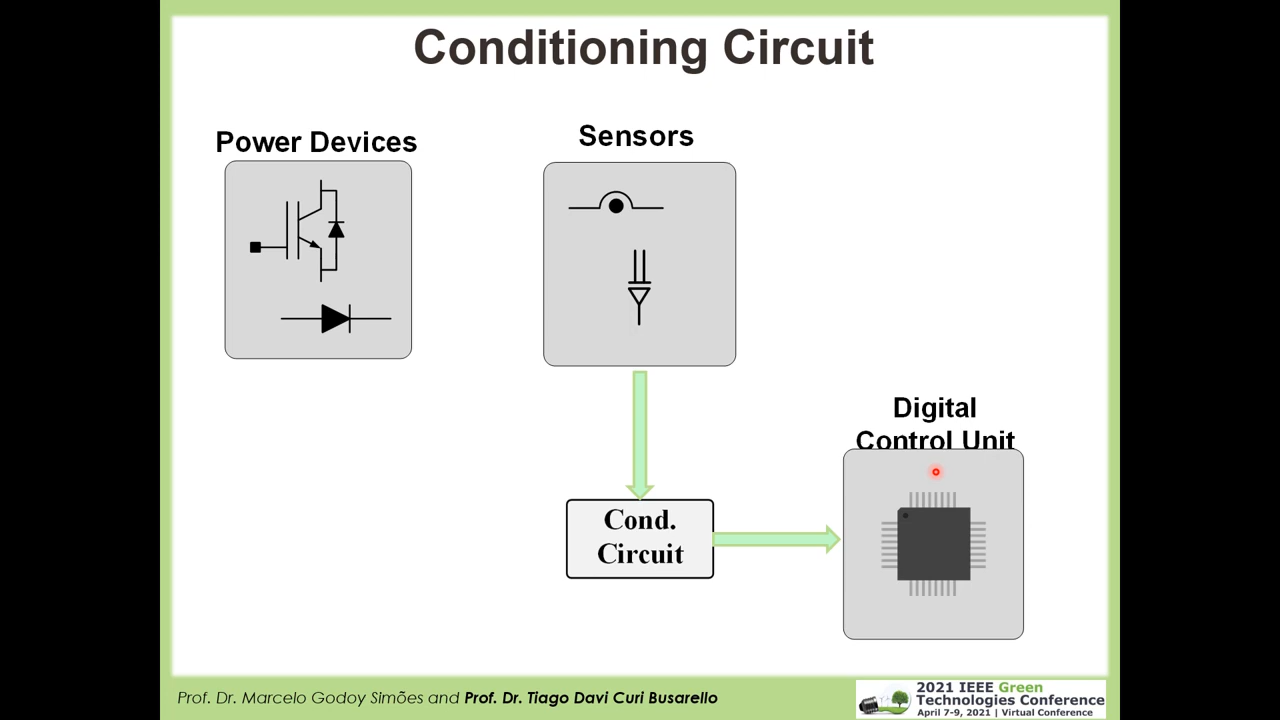 Conditioning Circuit
Power Devices
Sensors
Digital
Control Unit
Cond.
Circuit
Prof. Dr. Marcelo Godoy Simões and Prof. Dr. Tiago Davi Curi Busarello
2021 IEEE Green
Technologies Conference
April 7-9, 2021 | Virtual Conference